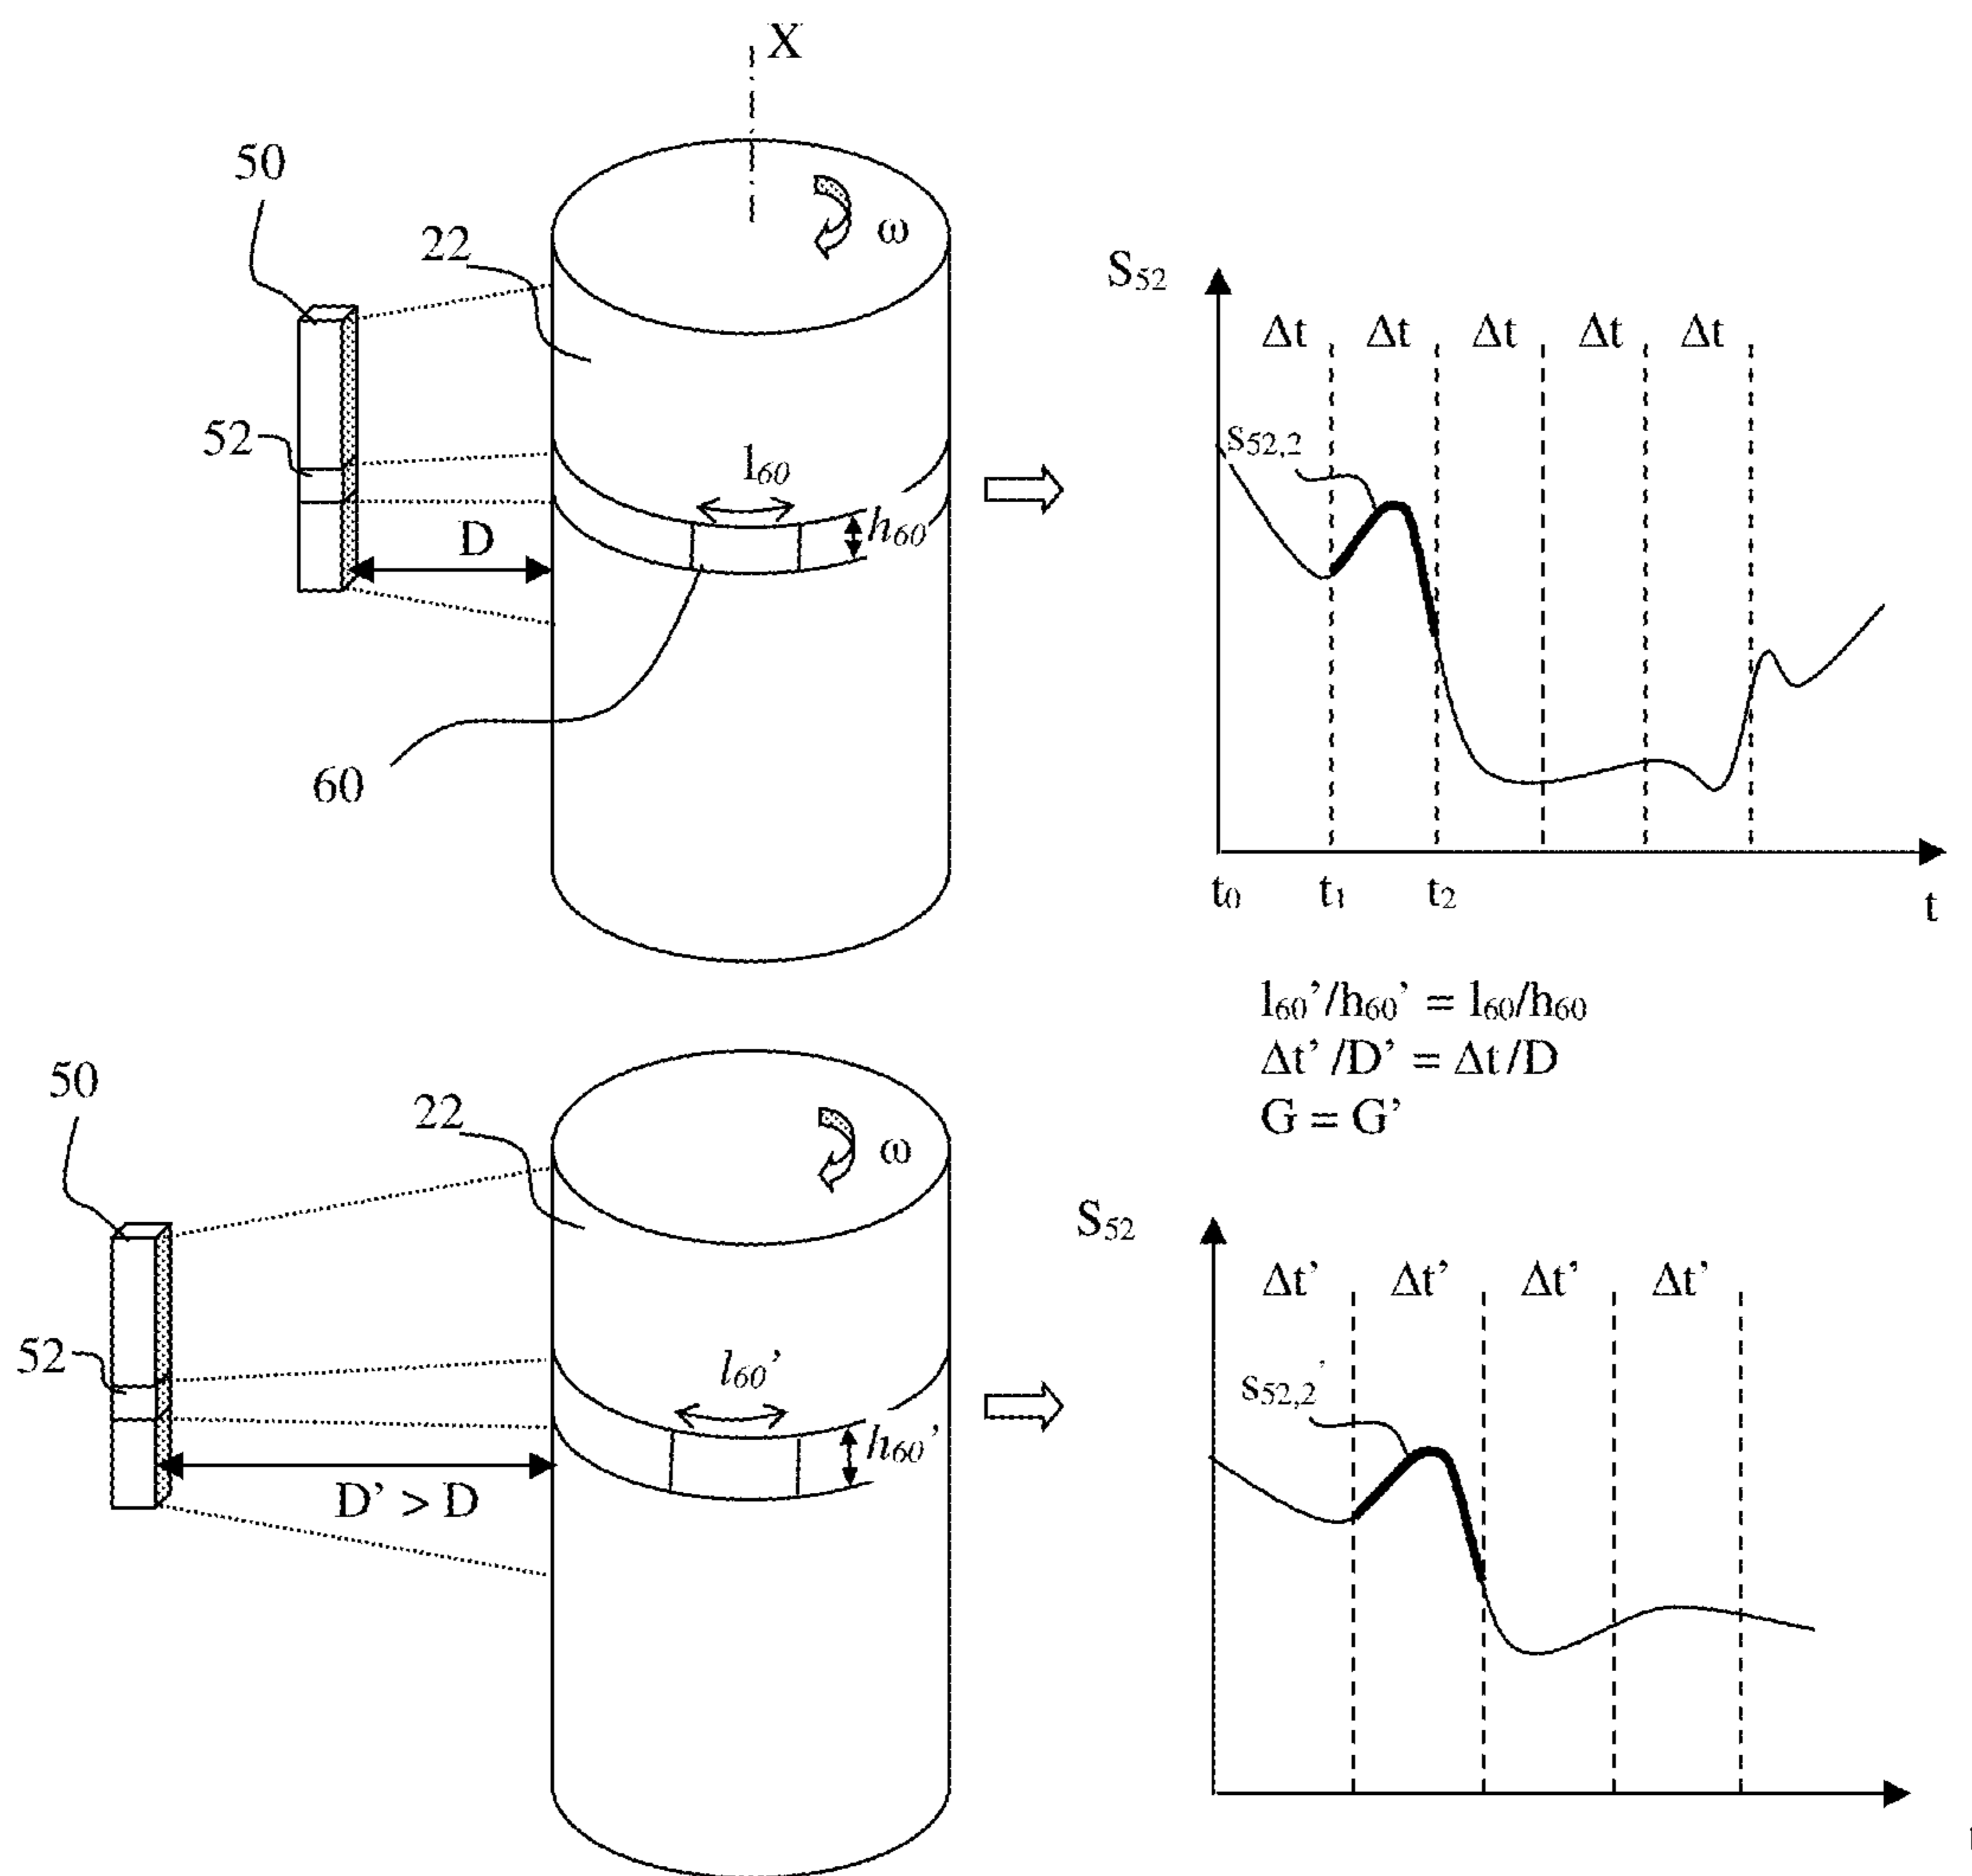 X
50
22
ω
52
l₆₀
h₆₀
D
60
S₅₂
Δt Δt Δt Δt Δt
s₅₂,₂
t₀ t₁ t₂
t
l₆₀’/h₆₀’ = l₆₀/h₆₀
Δt’/D’ = Δt/D
G = G’
50
22
ω
52
l₆₀’
h₆₀’
D’ > D
S₅₂
Δt’ Δt’ Δt’ Δt’
s₅₂,₂’